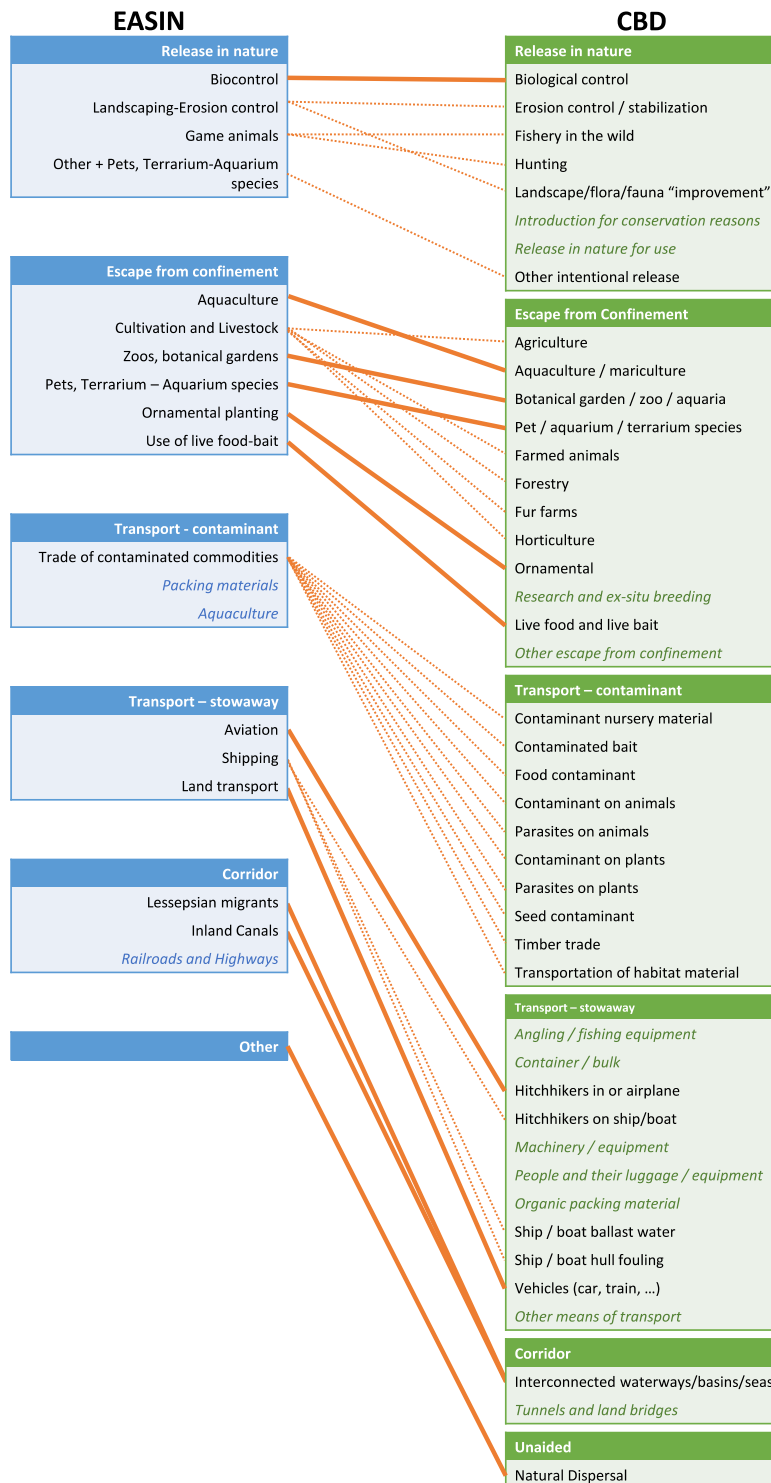 EASIN
Release in nature
Biocontrol
Landscaping-Erosion control
Game animals
Other + Pets, Terrarium-Aquarium
species
Escape from confinement
Aquaculture
Cultivation and Livestock
Zoos, botanical gardens
Pets, Terrarium – Aquarium species
Ornamental planting
Use of live food-bait
Transport - contaminant
Trade of contaminated commodities
Packing materials
Aquaculture
Transport – stowaway
Aviation
Shipping
Land transport
Corridor
Lessepsian migrants
Inland Canals
Railroads and Highways
Other
CBD
Release in nature
Biological control
Erosion control / stabilization
Fishery in the wild
Hunting
Landscape/flora/fauna “improvement”
Introduction for conservation reasons
Release in nature for use
Other intentional release
Escape from Confinement
Agriculture
Aquaculture / mariculture
Botanical garden / zoo / aquaria
Pet / aquarium / terrarium species
Farmed animals
Forestry
Fur farms
Horticulture
Ornamental
Research and ex-situ breeding
Live food and live bait
Other escape from confinement
Transport – contaminant
Contaminant nursery material
Contaminated bait
Food contaminant
Contaminant on animals
Parasites on animals
Contaminant on plants
Parasites on plants
Seed contaminant
Timber trade
Transportation of habitat material
Transport – stowaway
Angling / fishing equipment
Container / bulk
Hitchhikers in or airplane
Hitchhikers on ship/boat
Machinery / equipment
People and their luggage / equipment
Organic packing material
Ship / boat ballast water
Ship / boat hull fouling
Vehicles (car, train, …)
Other means of transport
Corridor
Interconnected waterways/basins/seas
Tunnels and land bridges
Unaided
Natural Dispersal